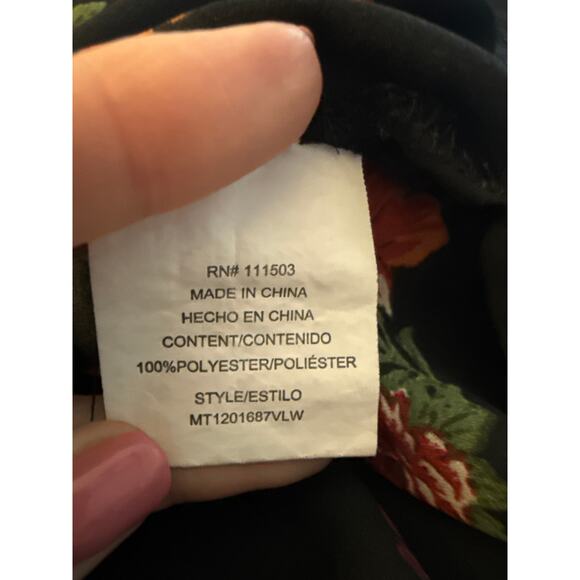 RN# 111503
MADE IN CHINA
HECHO EN CHINA
CONTENT/CONTENIDO
100%POLYESTER/POLIÉSTER
STYLE/ESTILO
MT1201687VLW